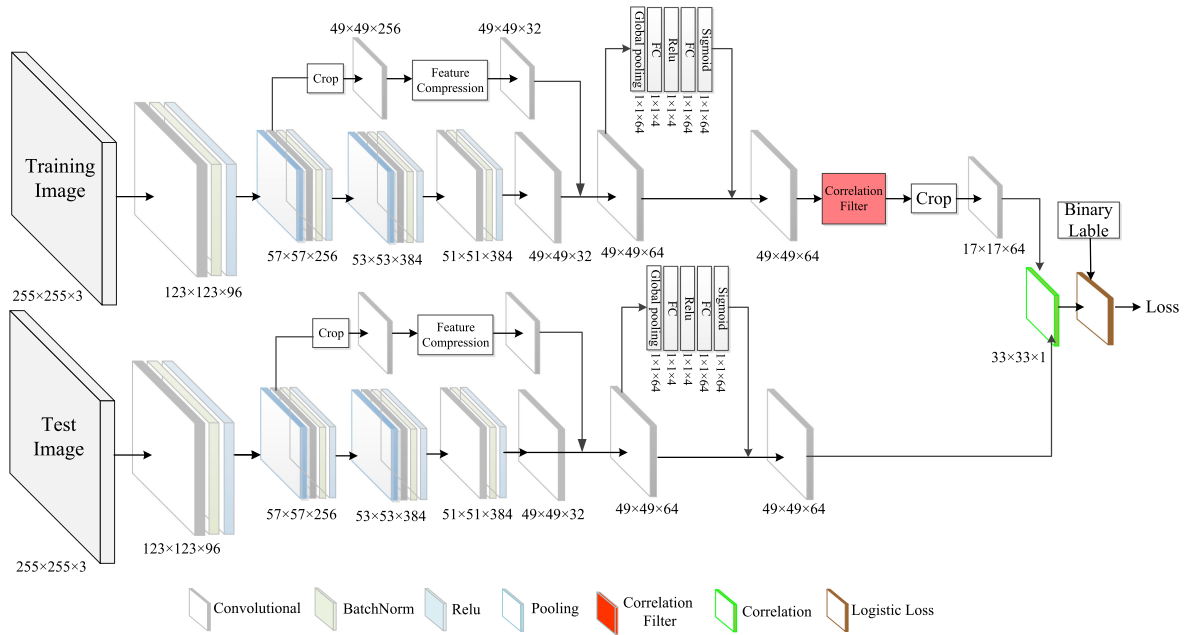 49×49×256
49×49×32
Global pooling
FC
Relu
FC
Sigmoid
1×1×64
1×1×4
1×1×4
1×1×64
1×1×64
Crop
Feature
Compression
Training
Image
Correlation
Filter
Crop
Binary
Lable
255×255×3
123×123×96
57×57×256
53×53×384
51×51×384
49×49×32
49×49×64
49×49×64
17×17×64
Loss
33×33×1
Global pooling
FC
Relu
FC
Sigmoid
1×1×64
1×1×4
1×1×4
1×1×64
1×1×64
Crop
Feature
Compression
Test
Image
255×255×3
123×123×96
57×57×256
53×53×384
51×51×384
49×49×32
49×49×64
49×49×64
Convolutional
BatchNorm
Relu
Pooling
Correlation
Filter
Correlation
Logistic Loss